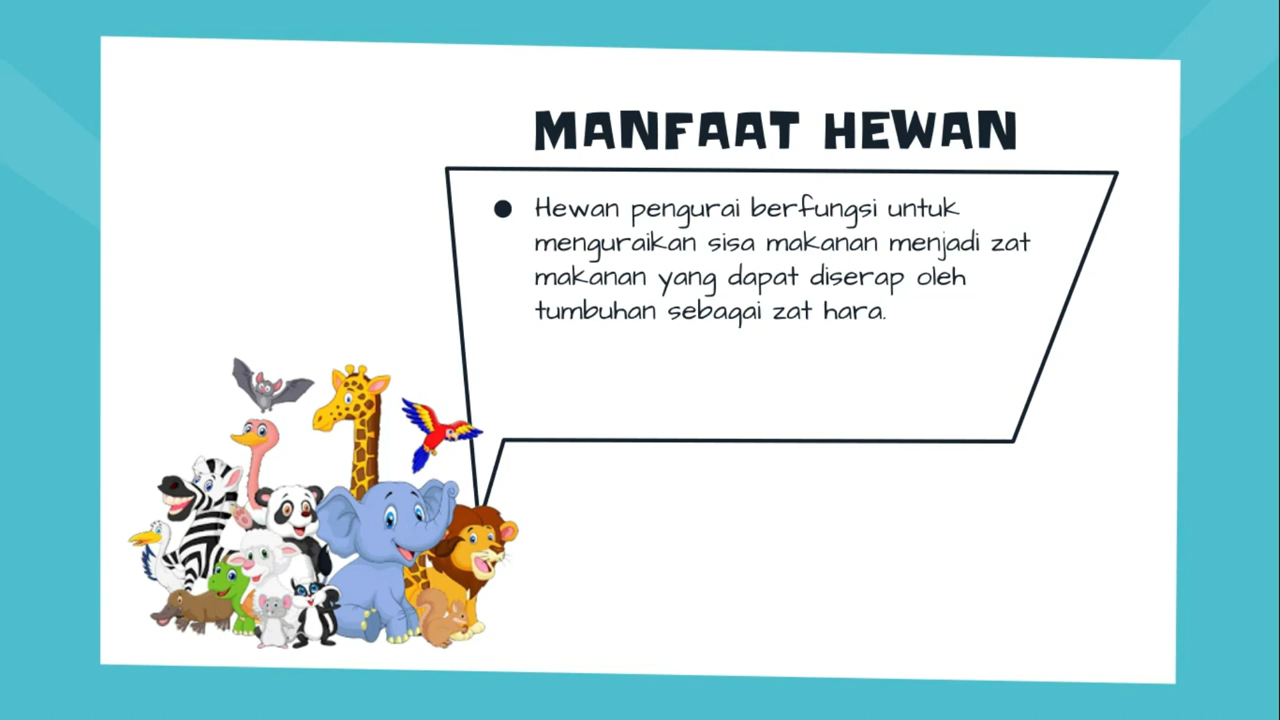 MANFAAT HEWAN
● Hewan pengurai berfungsi untuk
menguraikan sisa makanan menjadi zat
makanan yang dapat diserap oleh
tumbuhan sebagai zat hara.